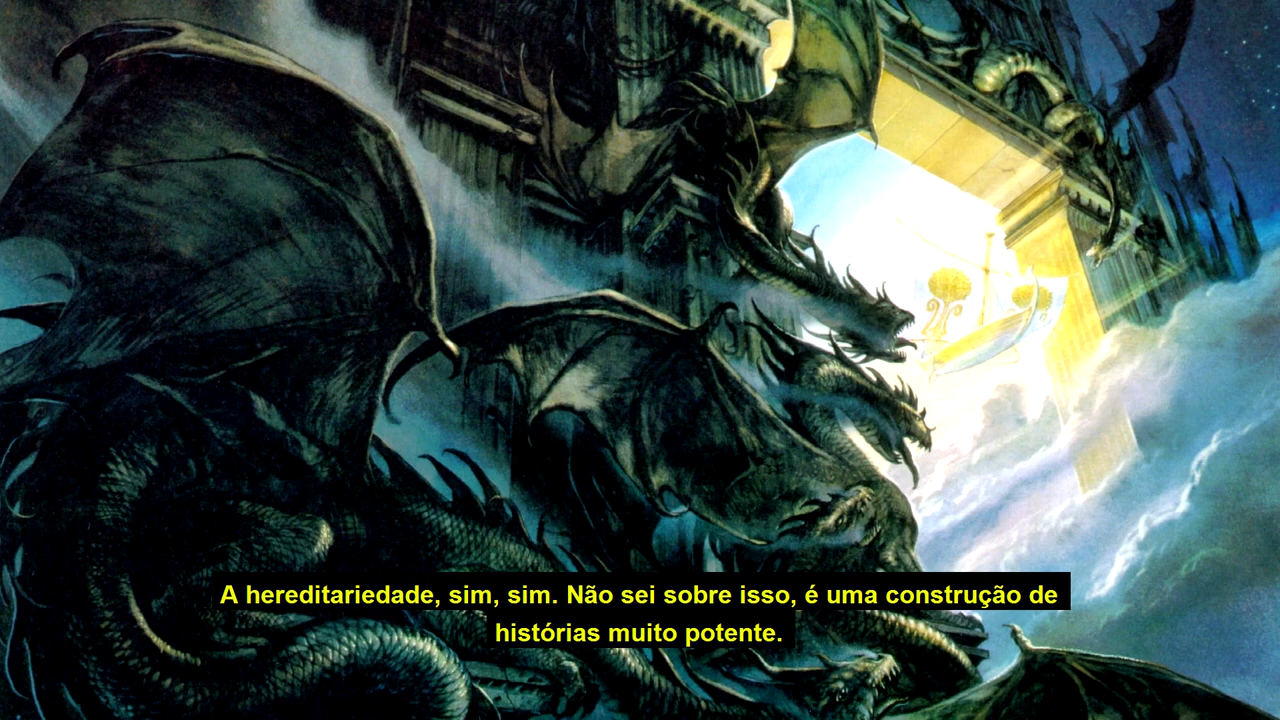 A hereditariedade, sim, sim. Não sei sobre isso, é uma construção de
histórias muito potente.